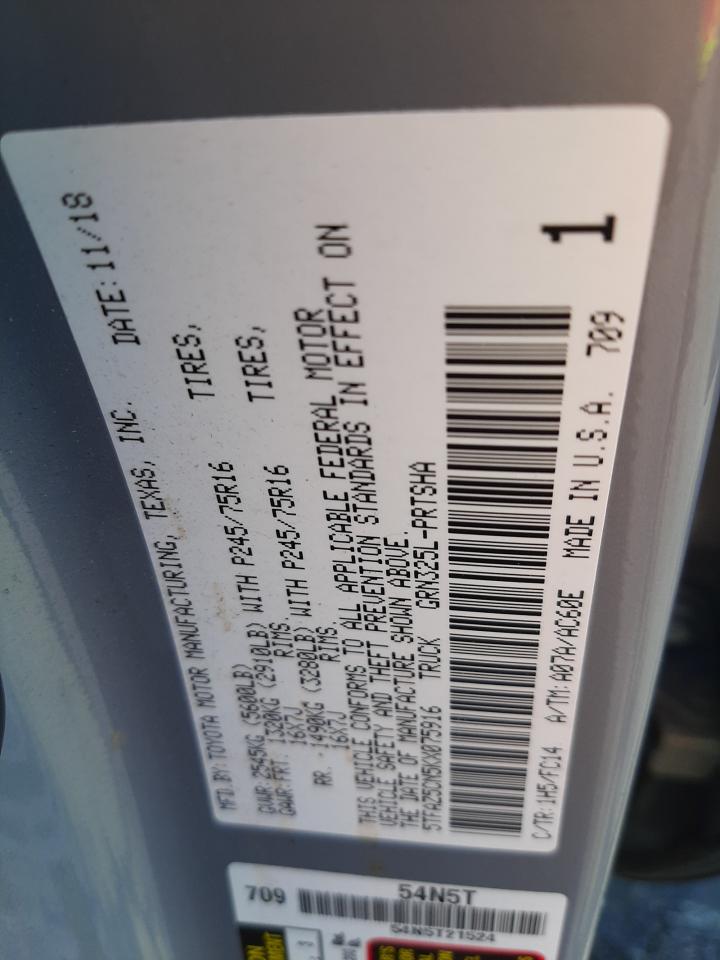 MFD. BY: TOYOTA MOTOR MANUFACTURING, TEXAS, INC. DATE: 11/18
GVWR: 2545KG (5600LB)
GAWR: FRT. 1320KG (2910LB) WITH P245/75R16 TIRES,
16X7J RIMS.
RR. 1490KG (3280LB) WITH P245/75R16 TIRES,
16X7J RIMS.
THIS VEHICLE CONFORMS TO ALL APPLICABLE FEDERAL MOTOR
VEHICLE SAFETY AND THEFT PREVENTION STANDARDS IN EFFECT ON
THE DATE OF MANUFACTURE SHOWN ABOVE.
5TFAZ5CN5KX075916 TRUCK GRN325L-PRTSHA
1
C/TR: 1H5/FC14 A/TM: A07A/AC60E MADE IN U.S.A. 709
709 54N5T
54N5T21524